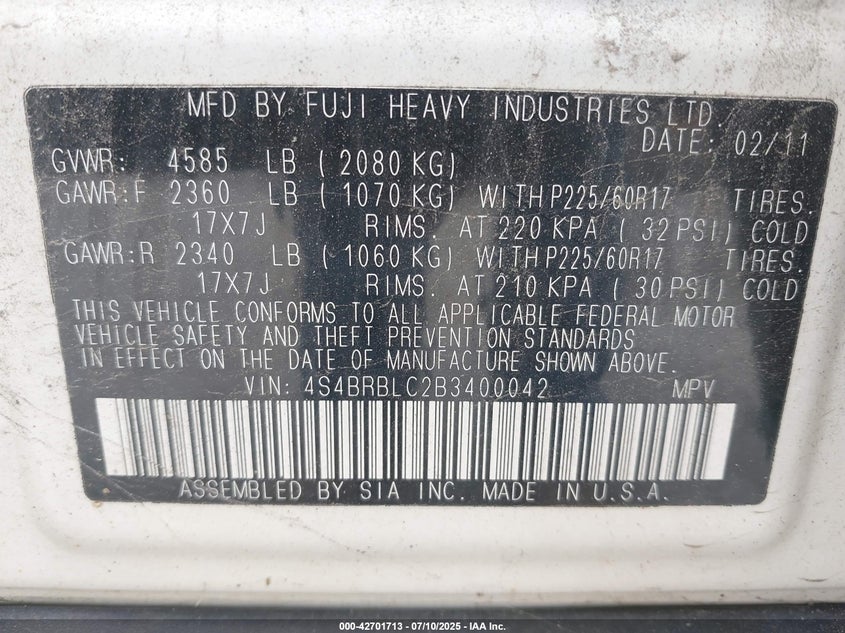 MFD BY FUJI HEAVY INDUSTRIES LTD.
DATE: 02/11
GVWR: 4585 LB ( 2080 KG)
GAWR:F 2360 LB ( 1070 KG) WITH P225/60R17 TIRES.
17X7J RIMS. AT 220 KPA ( 32 PSI) COLD
GAWR:R 2340 LB ( 1060 KG) WITH P225/60R17 TIRES.
17X7J RIMS. AT 210 KPA ( 30 PSI) COLD
THIS VEHICLE CONFORMS TO ALL APPLICABLE FEDERAL MOTOR
VEHICLE SAFETY AND THEFT PREVENTION STANDARDS
IN EFFECT ON THE DATE OF MANUFACTURE SHOWN ABOVE.
VIN: 4S4BRBLC2B3400042 MPV
ASSEMBLED BY SIA INC. MADE IN U.S.A.
000-42701713 - 07/10/2025 - IAA Inc.